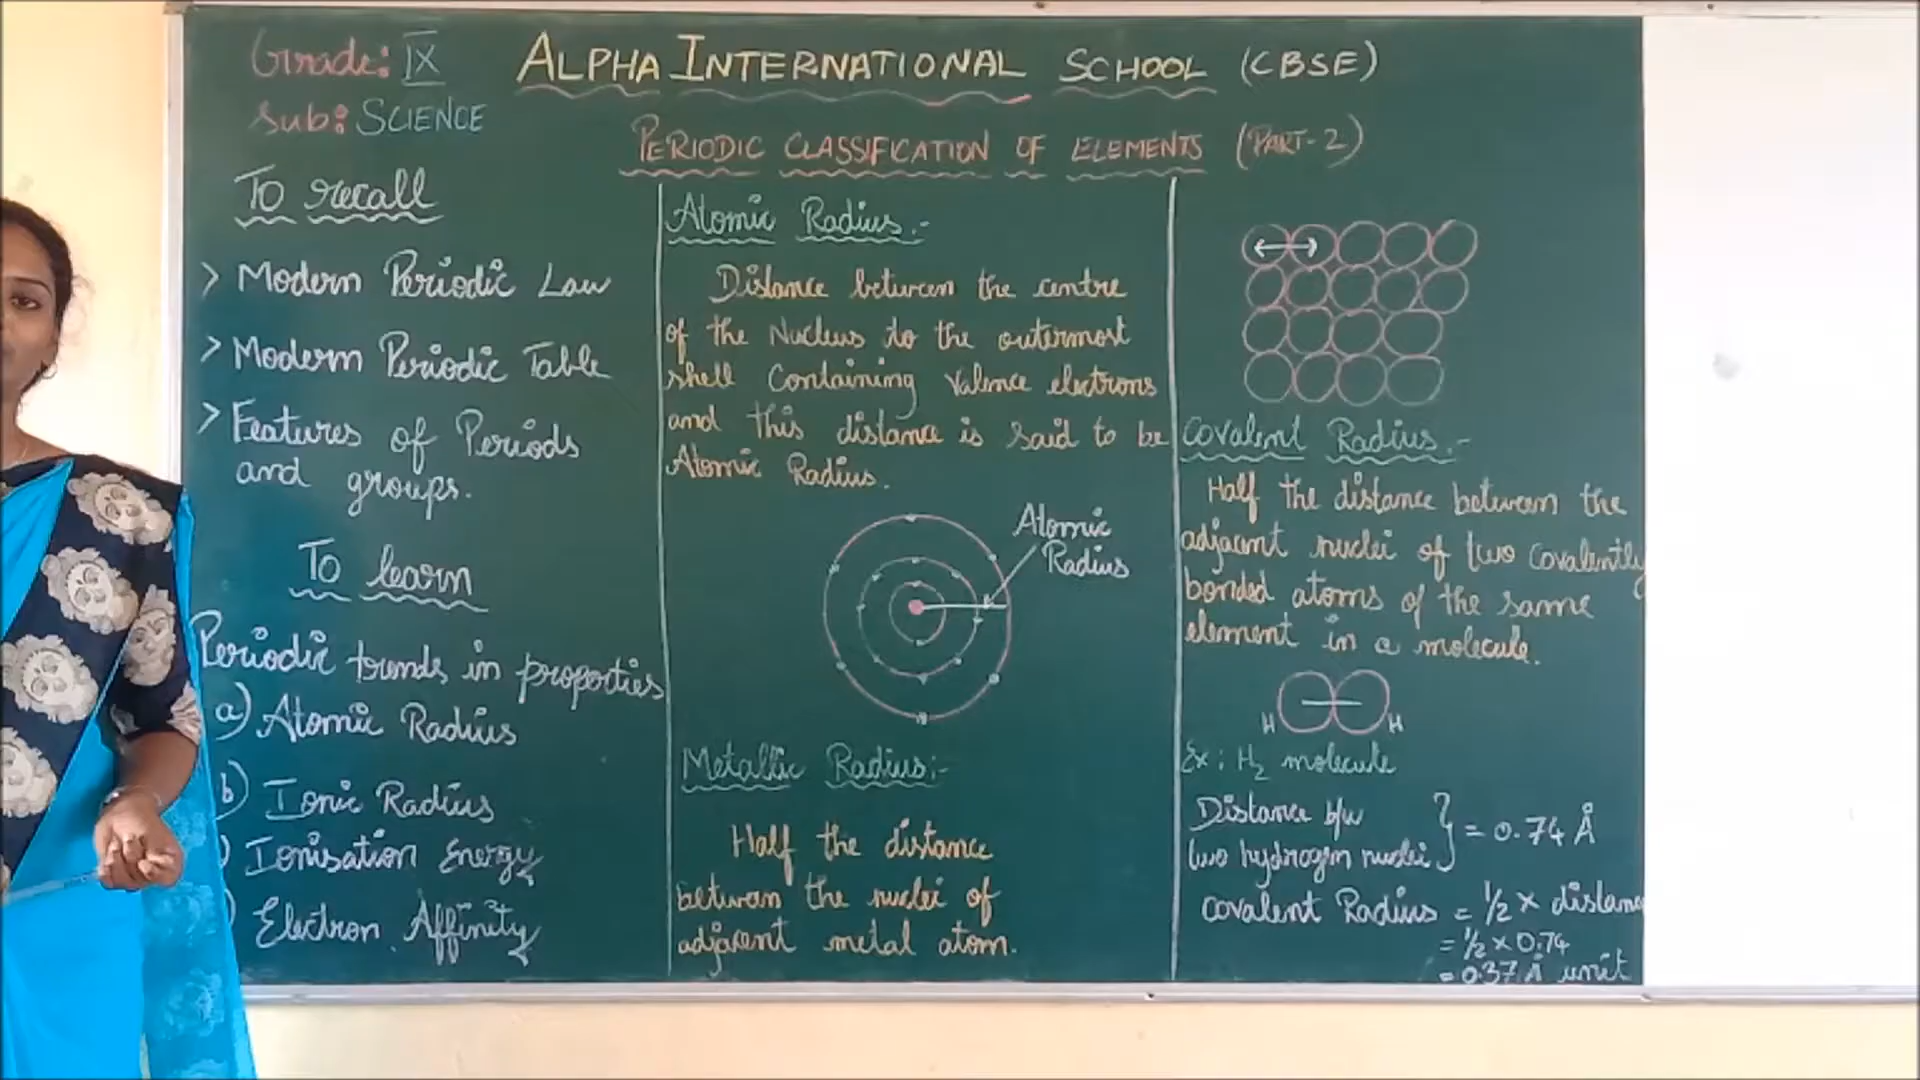 Grade: IX
Sub: SCIENCE
ALPHA INTERNATIONAL SCHOOL (CBSE)
PERIODIC CLASSIFICATION OF ELEMENTS (PART-2)
To recall
> Modern Periodic Law
> Modern Periodic Table
> Features of Periods
and groups.
To learn
Periodic trends in properties
a) Atomic Radius
b) Ionic Radius
) Ionisation Energy
) Electron Affinity
Atomic Radius:-
Distance between the centre
of the Nucleus to the outermost
shell Containing Valence electrons
and this distance is said to be
Atomic Radius.
Atomic
Radius
Metallic Radius:-
Half the distance
between the nuclei of
adjacent metal atom.
Covalent Radius:-
Half the distance between the
adjacent nuclei of two covalently
bonded atoms of the same
element in a molecule.
H H
Ex: H₂ molecule
Distance b/w
two hydrogen nuclei } = 0.74 Å
Covalent Radius = 1/2 x distance
= 1/2 x 0.74
= 0.37 Å unit